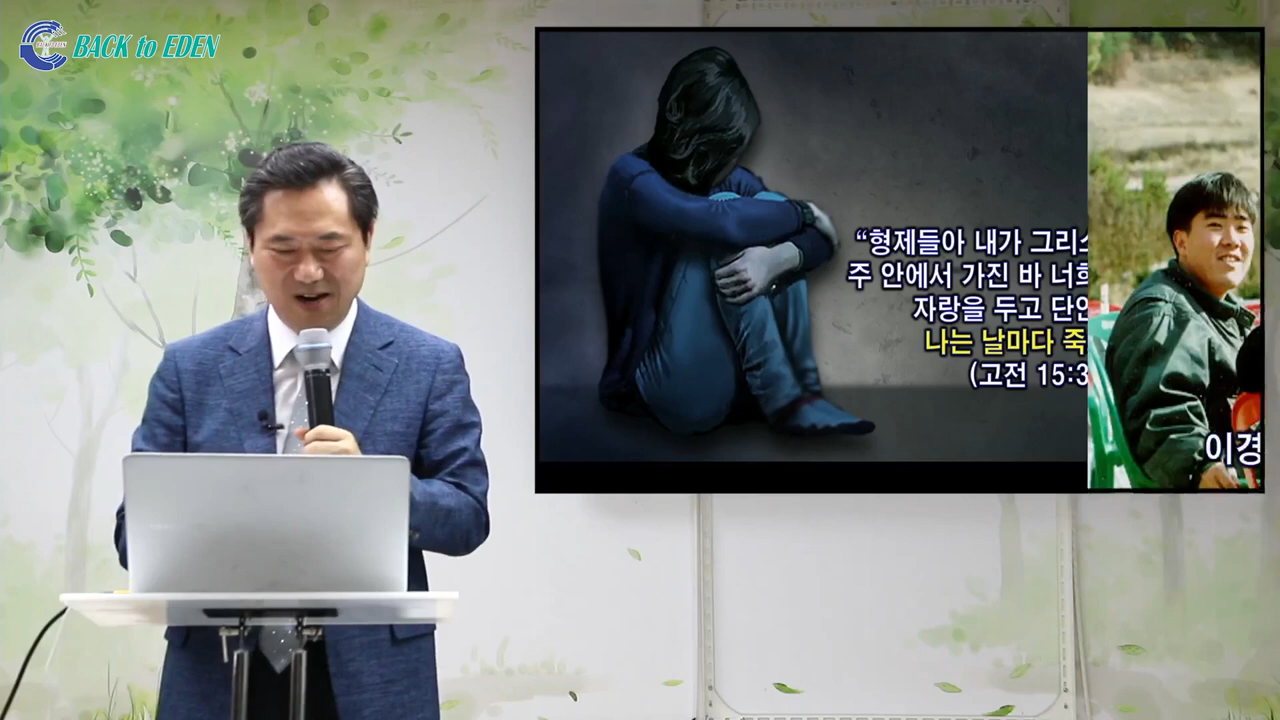 BACK to EDEN
“형제들아 내가 그리스
주 안에서 가진 바 너희
자랑을 두고 단언
나는 날마다 죽
(고전 15:3
이경